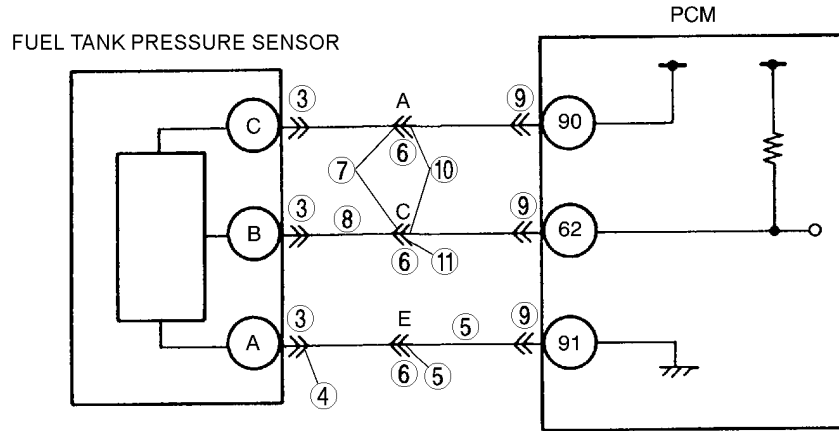 PCM
FUEL TANK PRESSURE SENSOR
C 3 A 9 90
6
7 10
B 3 8 C 9 62
6 11
A 3 E 5 9 91
6 5
4